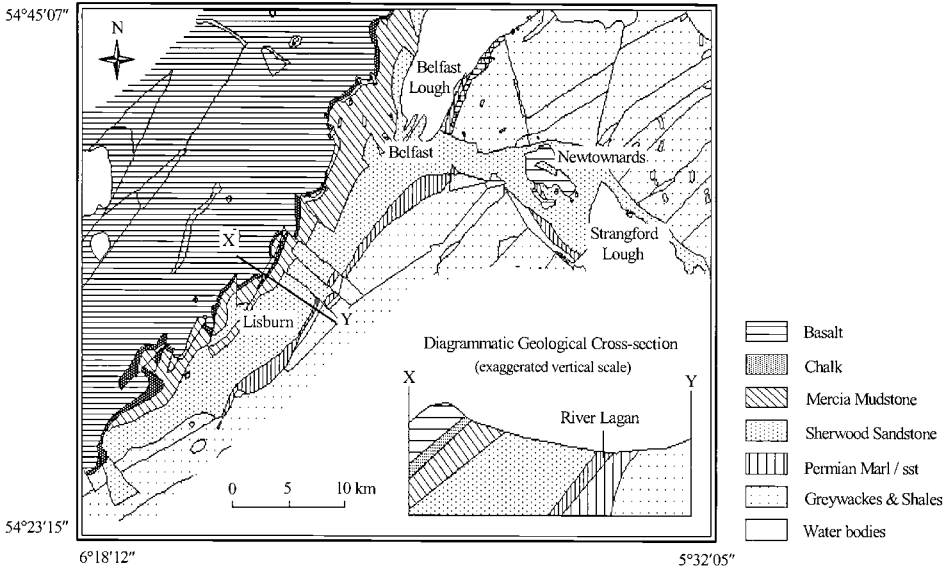 54°45'07"
N
Belfast
Lough
Belfast
Newtownards
Strangford
Lough
X
Lisburn
Y
Diagrammatic Geological Cross-section
(exaggerated vertical scale)
X
Y
River Lagan
0 5 10 km
54°23'15"
6°18'12"
5°32'05"
Basalt
Chalk
Mercia Mudstone
Sherwood Sandstone
Permian Marl / sst
Greywackes & Shales
Water bodies